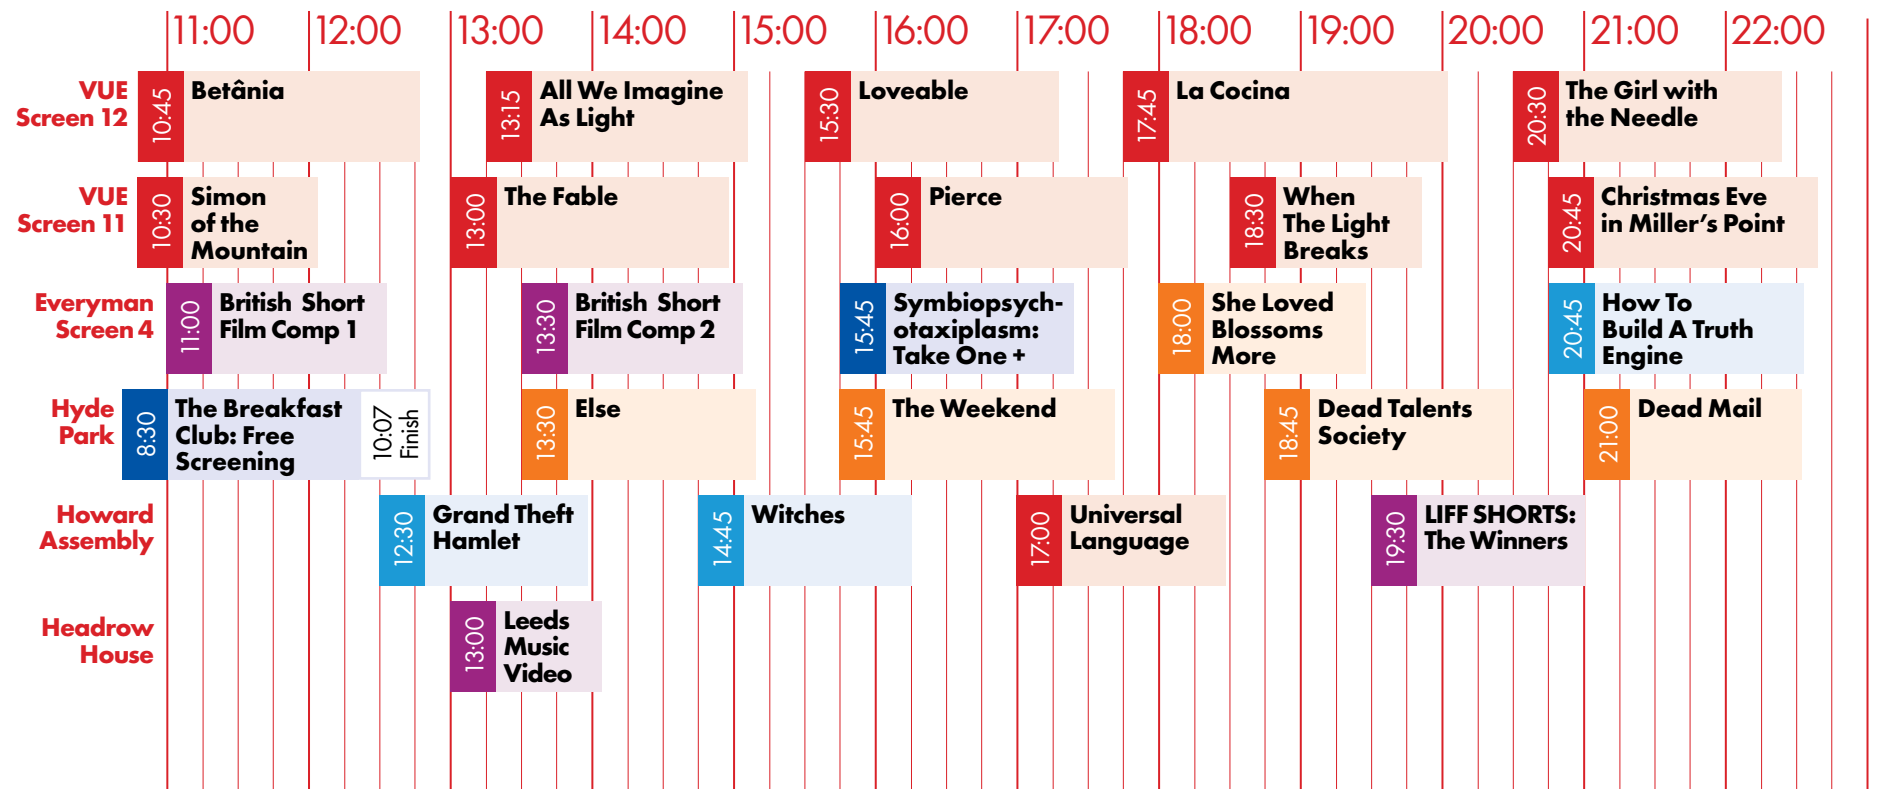 11:00 12:00 13:00 14:00 15:00 16:00 17:00 18:00 19:00 20:00 21:00 22:00
VUE
Screen 12
10:45
Betânia
13:15
All We Imagine
As Light
15:30
Loveable
17:45
La Cocina
20:30
The Girl with
the Needle
VUE
Screen 11
10:30
Simon
of the
Mountain
13:00
The Fable
16:00
Pierce
18:30
When
The Light
Breaks
20:45
Christmas Eve
in Miller's Point
Everyman
Screen 4
11:00
British Short
Film Comp 1
13:30
British Short
Film Comp 2
15:45
Symbiopsych-
otaxiplasm:
Take One +
18:00
She Loved
Blossoms
More
20:45
How To
Build A Truth
Engine
Hyde
Park
8:30
The Breakfast
Club: Free
Screening
10:07
Finish
13:30
Else
15:45
The Weekend
18:45
Dead Talents
Society
21:00
Dead Mail
Howard
Assembly
12:30
Grand Theft
Hamlet
14:45
Witches
17:00
Universal
Language
19:30
LIFF SHORTS:
The Winners
Headrow
House
13:00
Leeds
Music
Video